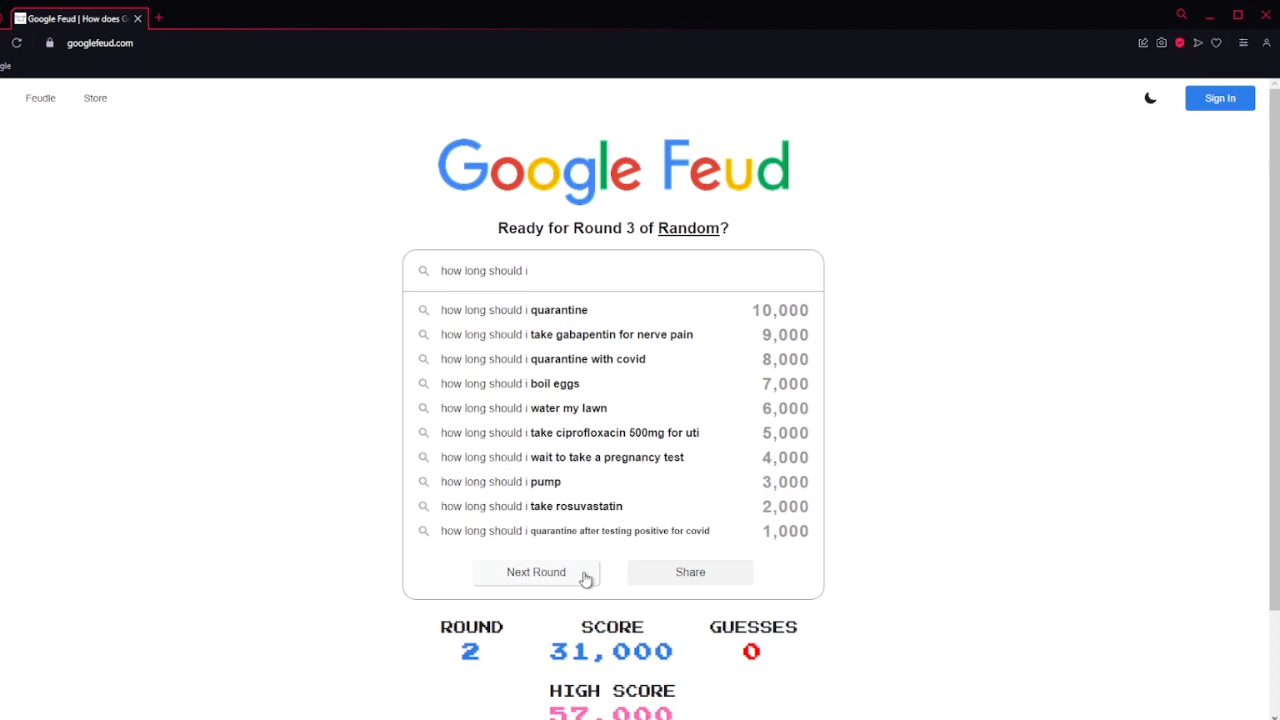 Google Feud | How does G
googlefeud.com
gle
Feudle
Store
Sign In
Google Feud
Ready for Round 3 of Random?
how long should i
how long should i quarantine 10,000
how long should i take gabapentin for nerve pain 9,000
how long should i quarantine with covid 8,000
how long should i boil eggs 7,000
how long should i water my lawn 6,000
how long should i take ciprofloxacin 500mg for uti 5,000
how long should i wait to take a pregnancy test 4,000
how long should i pump 3,000
how long should i take rosuvastatin 2,000
how long should i quarantine after testing positive for covid 1,000
Next Round
Share
ROUND SCORE GUESSES
2 31,000 0
HIGH SCORE
57,000